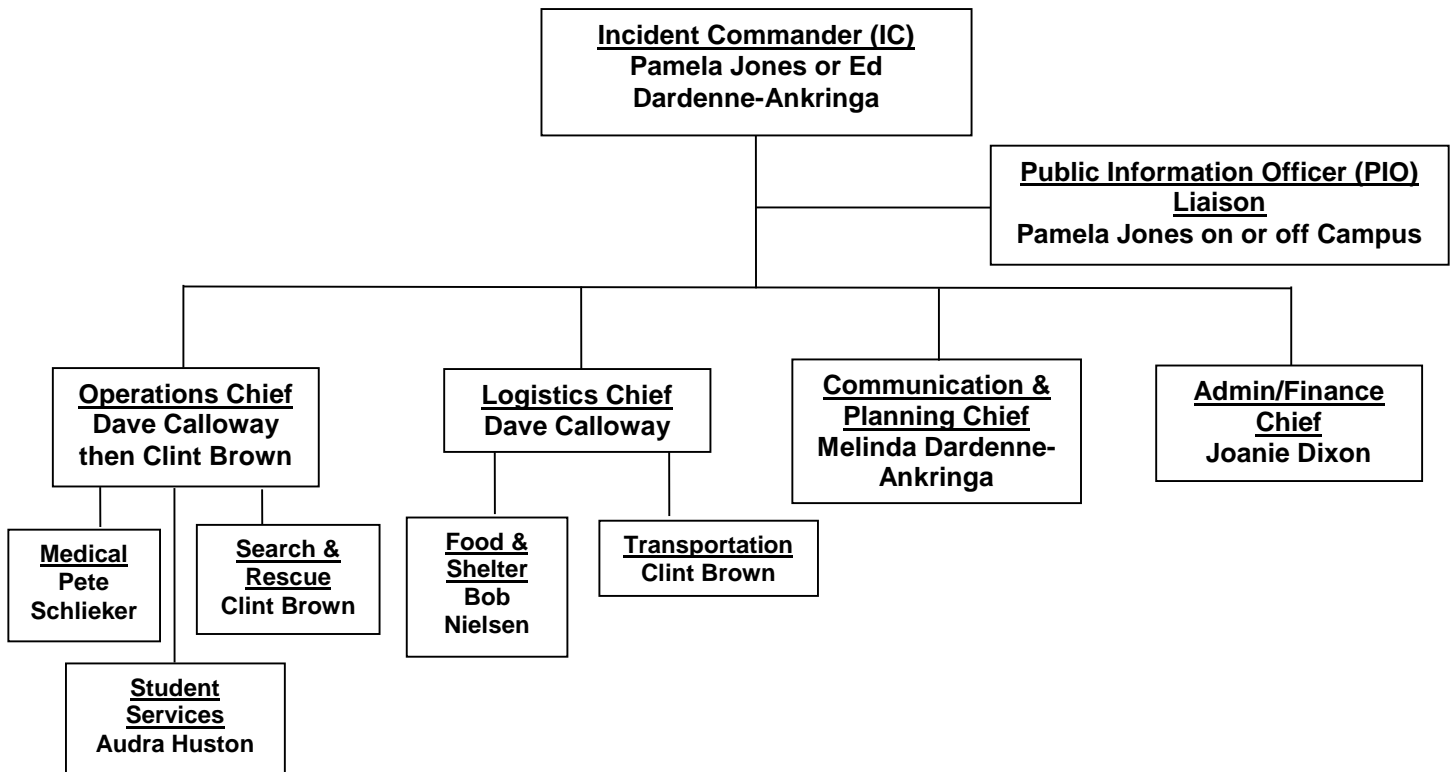 Incident Commander (IC)
Pamela Jones or Ed
Dardenne-Ankringa
Public Information Officer (PIO)
Liaison
Pamela Jones on or off Campus
Operations Chief
Dave Calloway
then Clint Brown
Logistics Chief
Dave Calloway
Communication &
Planning Chief
Melinda Dardenne-
Ankringa
Admin/Finance
Chief
Joanie Dixon
Medical
Pete
Schlieker
Search &
Rescue
Clint Brown
Food &
Shelter
Bob
Nielsen
Transportation
Clint Brown
Student
Services
Audra Huston